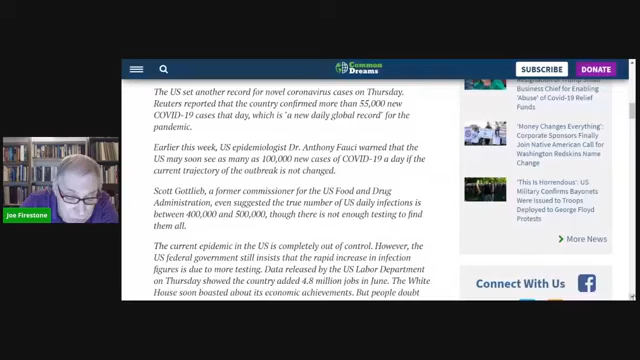 Common
Dreams
SUBSCRIBE
DONATE
The US set another record for novel coronavirus cases on Thursday.
Reuters reported that the country confirmed more than 55,000 new
COVID-19 cases that day, which is 'a new daily global record' for the
pandemic.
Earlier this week, US epidemiologist Dr. Anthony Fauci warned that the
US may soon see as many as 100,000 new cases of COVID-19 a day if the
current trajectory of the outbreak is not changed.
Scott Gottlieb, a former commissioner for the US Food and Drug
Administration, even suggested the true number of US daily infections is
between 400,000 and 500,000, though there is not enough testing to find
them all.
The current epidemic in the US is completely out of control. However, the
US federal government still insists that the rapid increase in infection
figures is due to more testing. Data released by the US Labor Department
on Thursday showed the country added 4.8 million jobs in June. The White
House soon boasted about its economic achievements. But people doubt
Business Chief for Enabling
'Abuse' of Covid-19 Relief
Funds
'Money Changes Everything':
Corporate Sponsors Finally
Join Native American Call for
Washington Redskins Name
Change
'This is Horrendous': US
Military Confirms Bayonets
Were Issued to Troops
Deployed to George Floyd
Protests
More News
Connect With Us
Joe Firestone